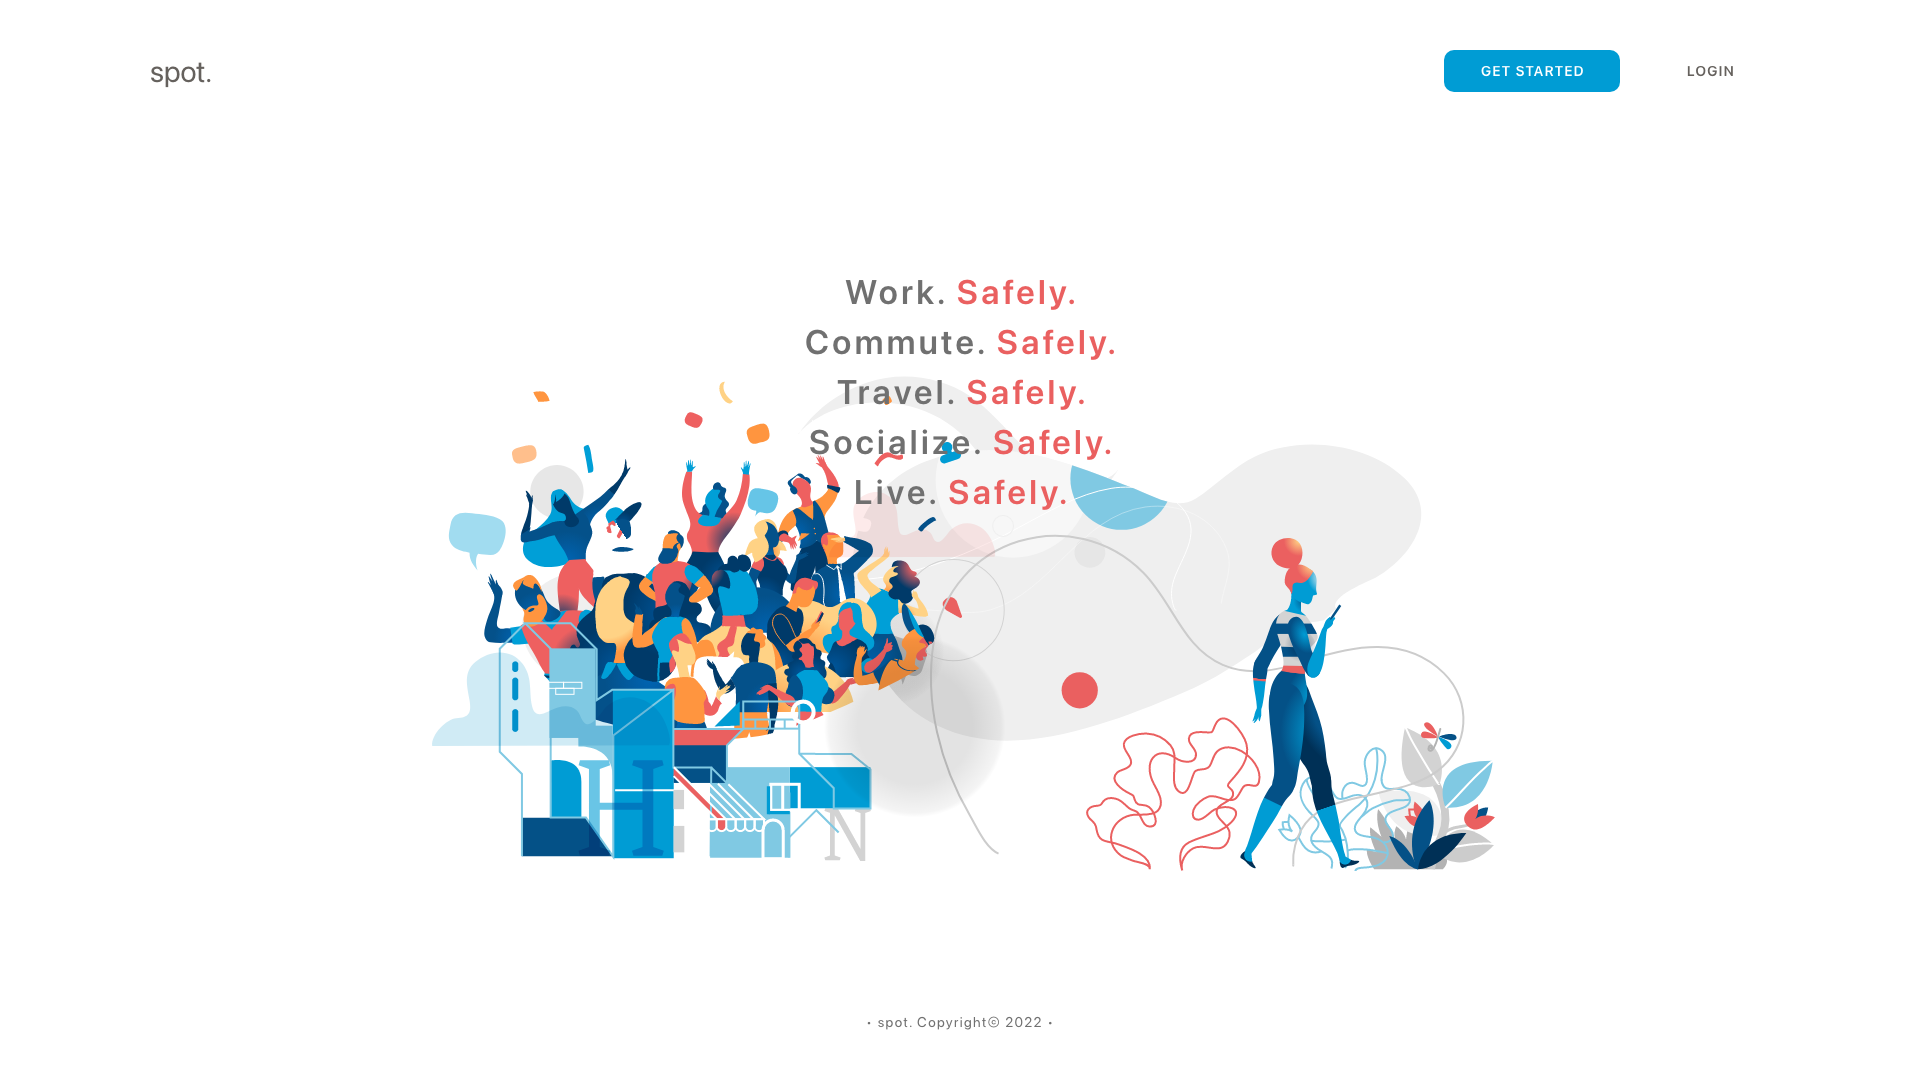 spot.
GET STARTED
LOGIN
Work. Safely.
Commute. Safely.
Travel. Safely.
Socialize. Safely.
Live. Safely.
H E N
• spot. Copyright© 2022 •